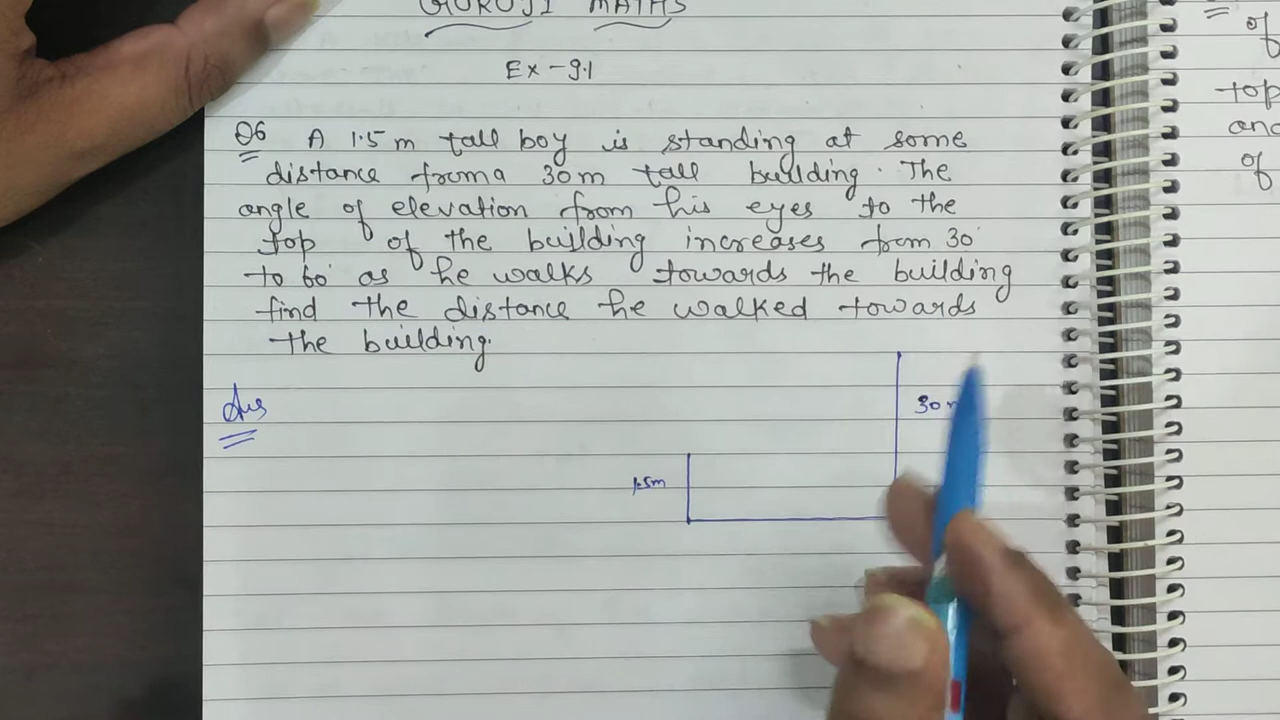 GURUJI MATHS
Ex - 9.1
Q6 A 1.5 m tall boy is standing at some
distance from a 30 m tall building. The
angle of elevation from his eyes to the
top of the building increases from 30°
to 60° as he walks towards the building
find the distance he walked towards
the building.
Ans
30
1.5m
of
top
of